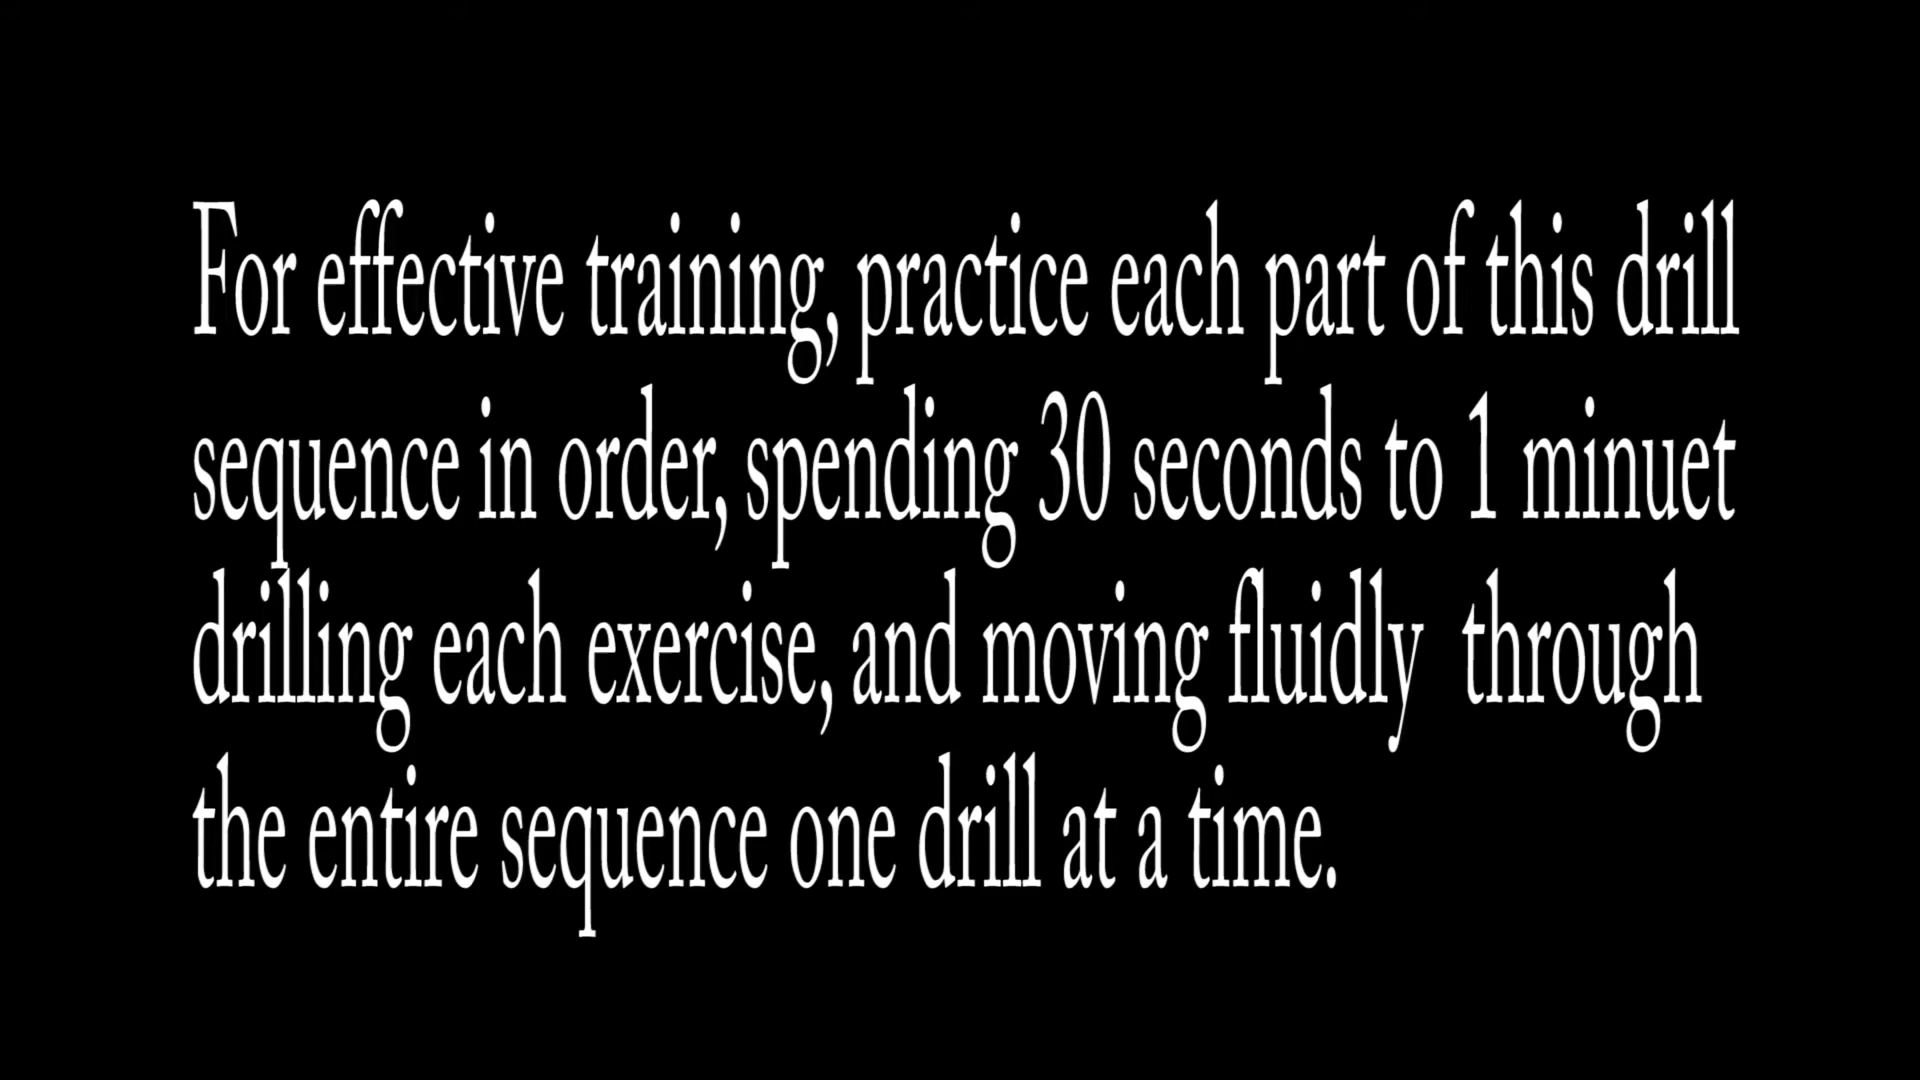 For effective training, practice each part of this drill
sequence in order, spending 30 seconds to 1 minuet
drilling each exercise, and moving fluidly  through
the entire sequence one drill at a time.